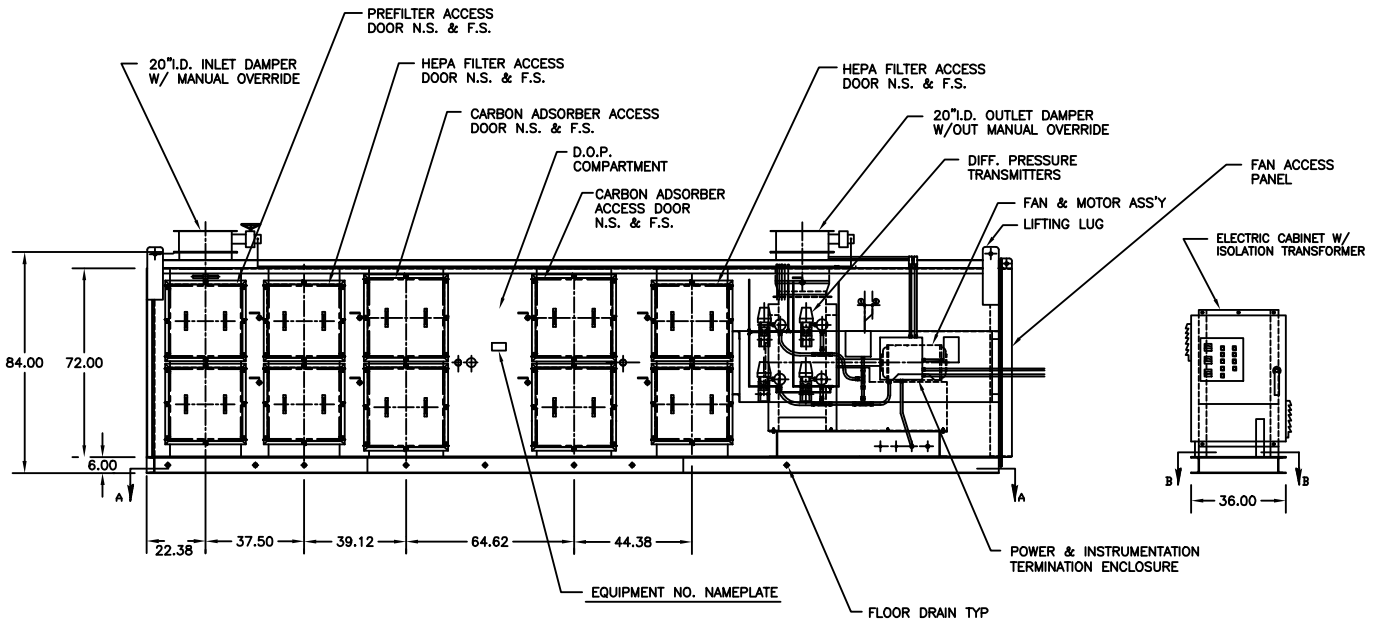 PREFILTER ACCESS
DOOR N.S. & F.S.
20"I.D. INLET DAMPER
W/ MANUAL OVERRIDE
HEPA FILTER ACCESS
DOOR N.S. & F.S.
CARBON ADSORBER ACCESS
DOOR N.S. & F.S.
D.O.P.
COMPARTMENT
CARBON ADSORBER
ACCESS DOOR
N.S. & F.S.
HEPA FILTER ACCESS
DOOR N.S. & F.S.
20"I.D. OUTLET DAMPER
W/OUT MANUAL OVERRIDE
DIFF. PRESSURE
TRANSMITTERS
FAN & MOTOR ASS'Y
LIFTING LUG
FAN ACCESS
PANEL
ELECTRIC CABINET W/
ISOLATION TRANSFORMER
84.00
72.00
6.00
A
A
B
B
36.00
22.38
37.50
39.12
64.62
44.38
POWER & INSTRUMENTATION
TERMINATION ENCLOSURE
EQUIPMENT NO. NAMEPLATE
FLOOR DRAIN TYP